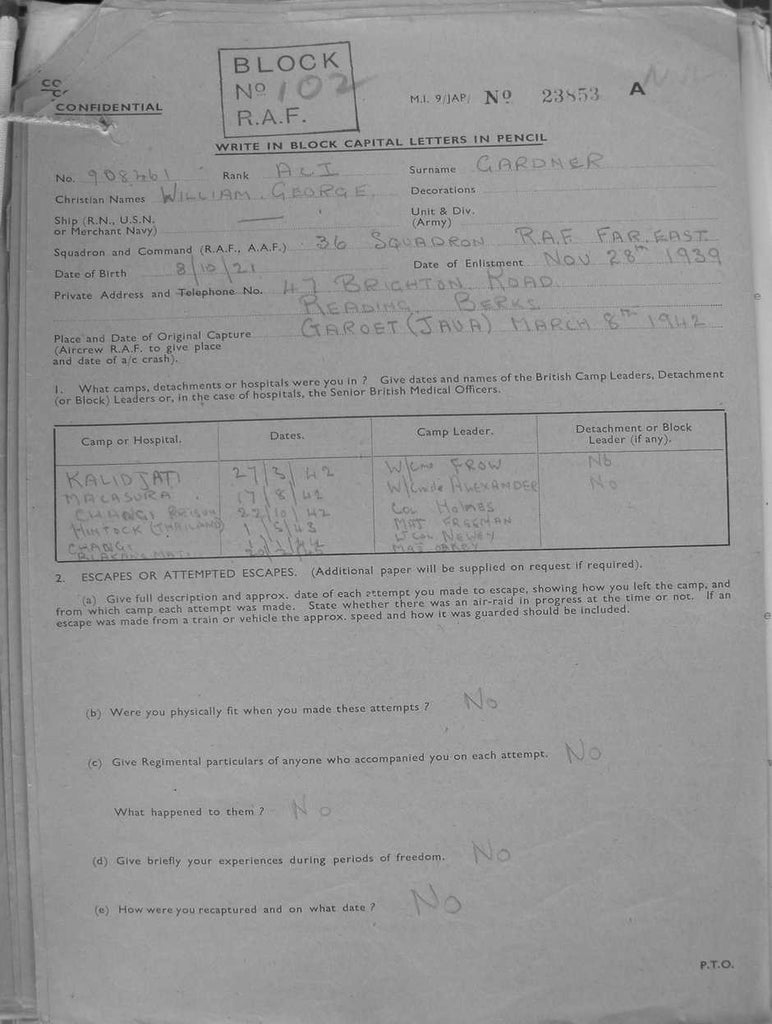 BLOCK
Nº 102
R.A.F.
CONFIDENTIAL
M.I. 9/JAP/ Nº 23853 A
WRITE IN BLOCK CAPITAL LETTERS IN PENCIL
No. 908461 Rank Surname GARDNER
Christian Names WILLIAM. GEORGE. Decorations
Ship (R.N., U.S.N. or Merchant Navy) Unit & Div. (Army)
Squadron and Command (R.A.F., A.A.F.) 36 SQUADRON R.A.F. FAR. EAST.
Date of Birth 8/10/21 Date of Enlistment NOV 28TH 1939
Private Address and Telephone No. 47 BRIGHTON ROAD
READING. BERKS.
Place and Date of Original Capture GAROET (JAVA) MARCH 8TH 1942
(Aircrew R.A.F. to give place
and date of a/c crash).
1. What camps, detachments or hospitals were you in ? Give dates and names of the British Camp Leaders, Detachment
(or Block) Leaders or, in the case of hospitals, the Senior British Medical Officers.
Camp or Hospital. Dates. Camp Leader. Detachment or Block Leader (if any).
KALIDJATI 27/3/42 FROW No
MACASURA 17/8/42 ALEXANDER No
CHANGI PRISON 22/10/42 COL HOLMES
HINTOCK (THAILAND) 1/5/43
CHANGI LT COL NEWEY
2. ESCAPES OR ATTEMPTED ESCAPES. (Additional paper will be supplied on request if required).
(a) Give full description and approx. date of each attempt you made to escape, showing how you left the camp, and
from which camp each attempt was made. State whether there was an air-raid in progress at the time or not. If an
escape was made from a train or vehicle the approx. speed and how it was guarded should be included.
(b) Were you physically fit when you made these attempts ? No
(c) Give Regimental particulars of anyone who accompanied you on each attempt. No
What happened to them ? No
(d) Give briefly your experiences during periods of freedom. No
(e) How were you recaptured and on what date ? No
P.T.O.